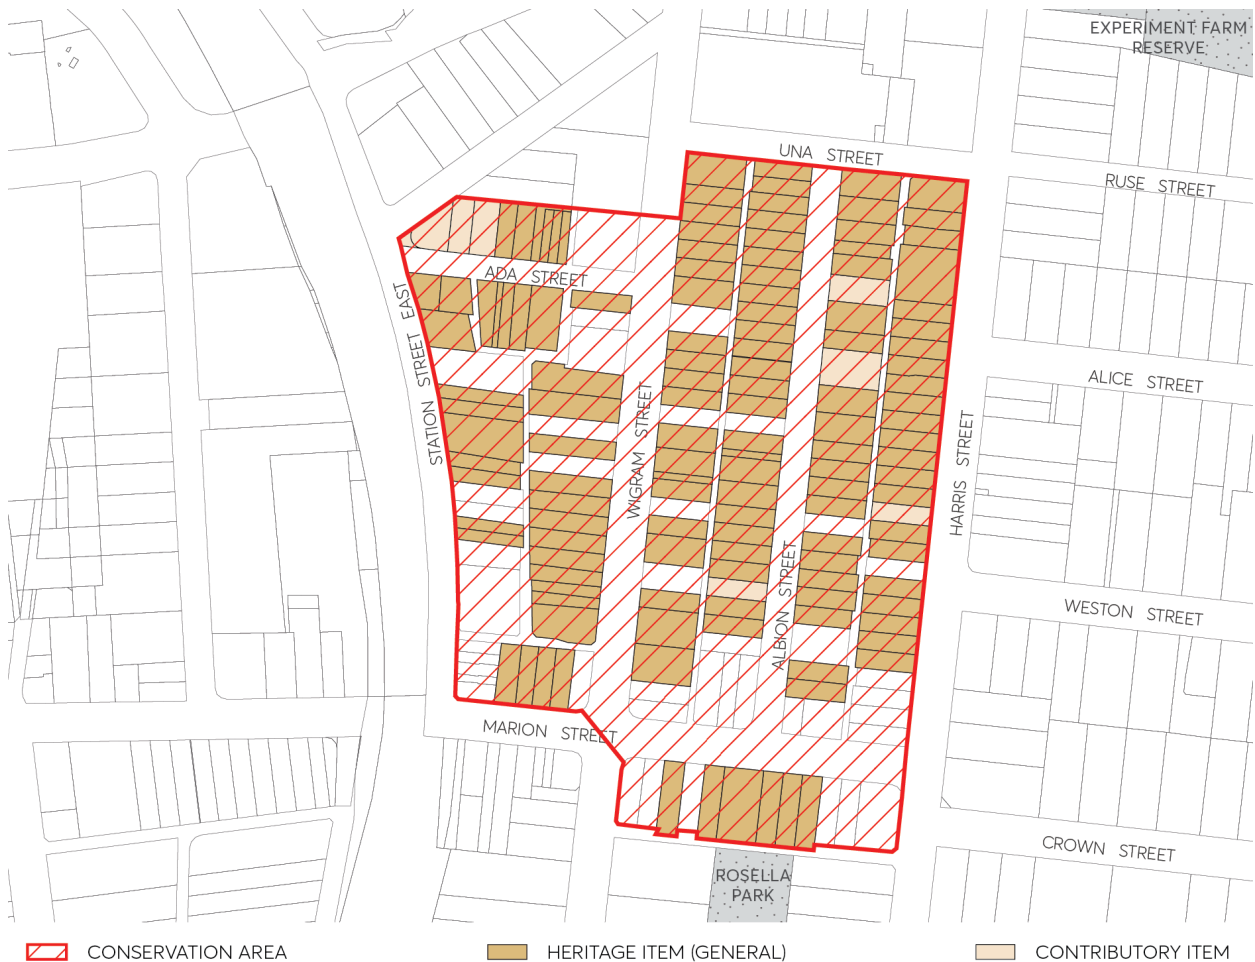 EXPERIMENT FARM
RESERVE
UNA STREET
RUSE STREET
ADA STREET
STATION STREET EAST
ALICE STREET
WIGRAM STREET
HARRIS STREET
ALBION STREET
WESTON STREET
MARION STREET
CROWN STREET
ROSELLA
PARK
CONSERVATION AREA
HERITAGE ITEM (GENERAL)
CONTRIBUTORY ITEM